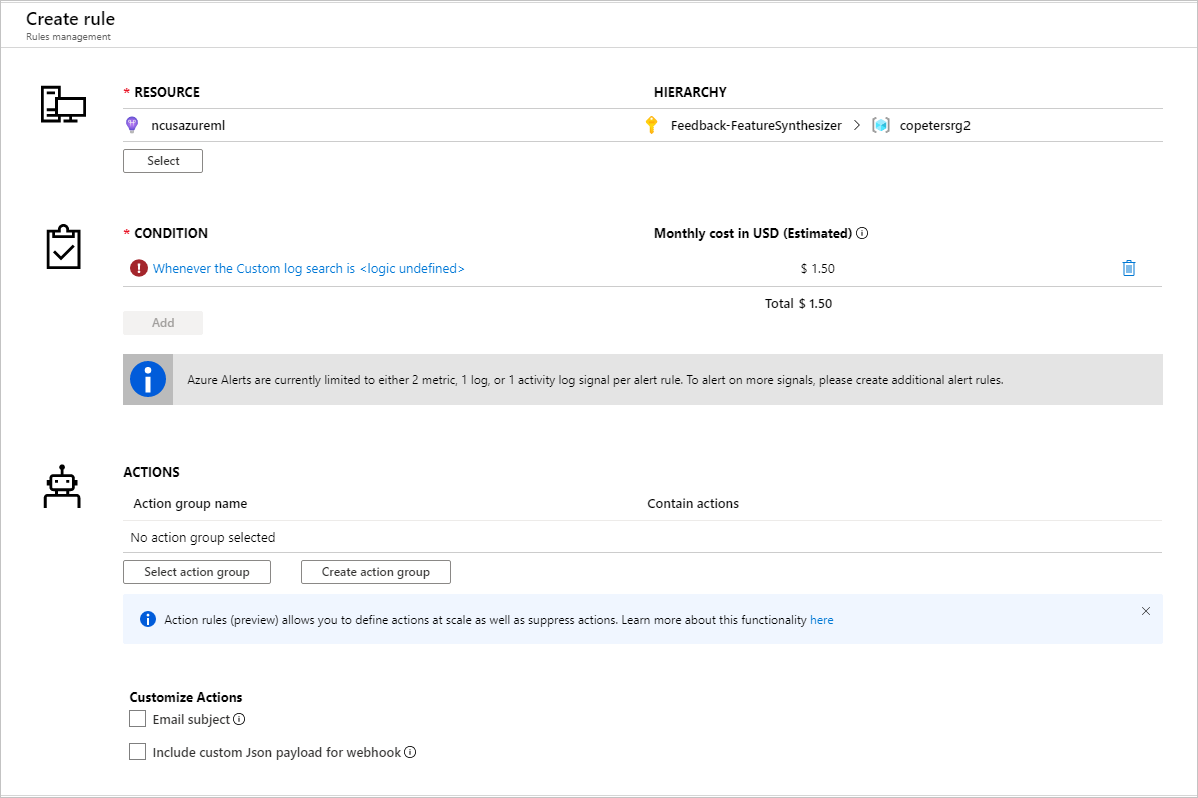 Create rule
Rules management
* RESOURCE
HIERARCHY
ncusazureml
Feedback-FeatureSynthesizer > copetersrg2
Select
* CONDITION
Monthly cost in USD (Estimated)
Whenever the Custom log search is <logic undefined>
$ 1.50
Total $ 1.50
Add
Azure Alerts are currently limited to either 2 metric, 1 log, or 1 activity log signal per alert rule. To alert on more signals, please create additional alert rules.
ACTIONS
Action group name
Contain actions
No action group selected
Select action group
Create action group
Action rules (preview) allows you to define actions at scale as well as suppress actions. Learn more about this functionality here
Customize Actions
Email subject
Include custom Json payload for webhook